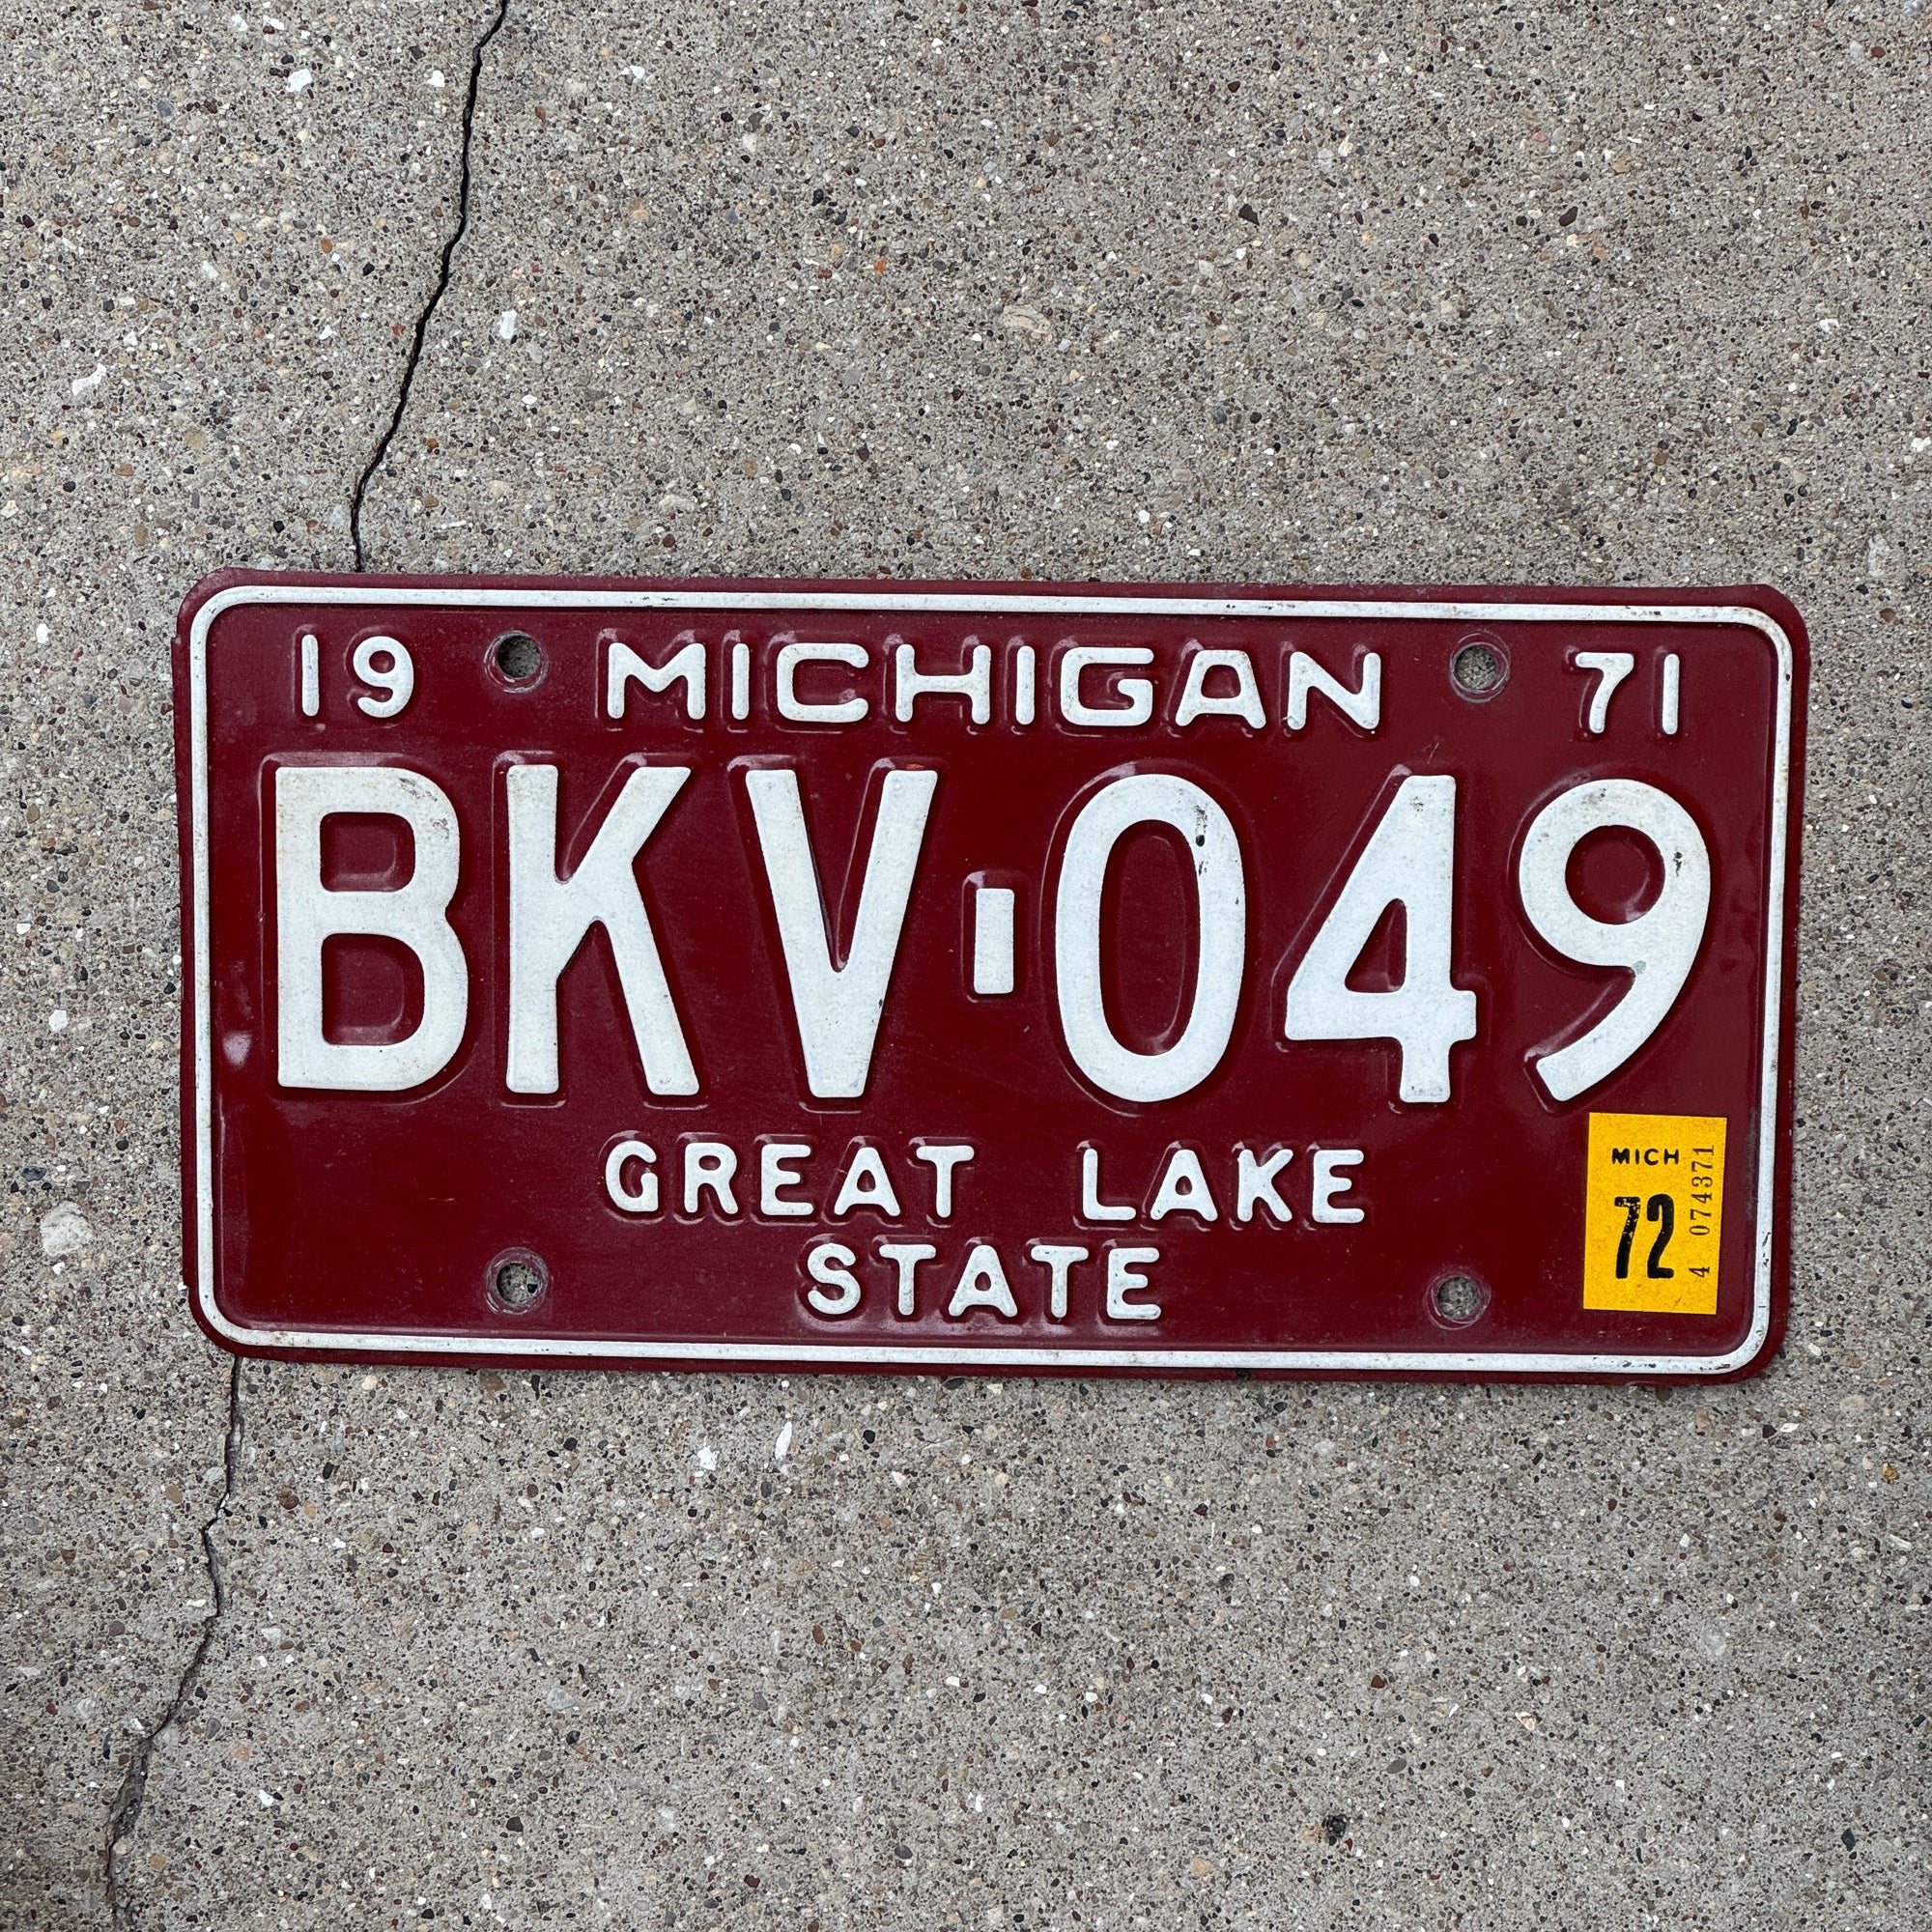 19 MICHIGAN 71
BKV-049
GREAT LAKE
STATE
MICH
72
4 074371